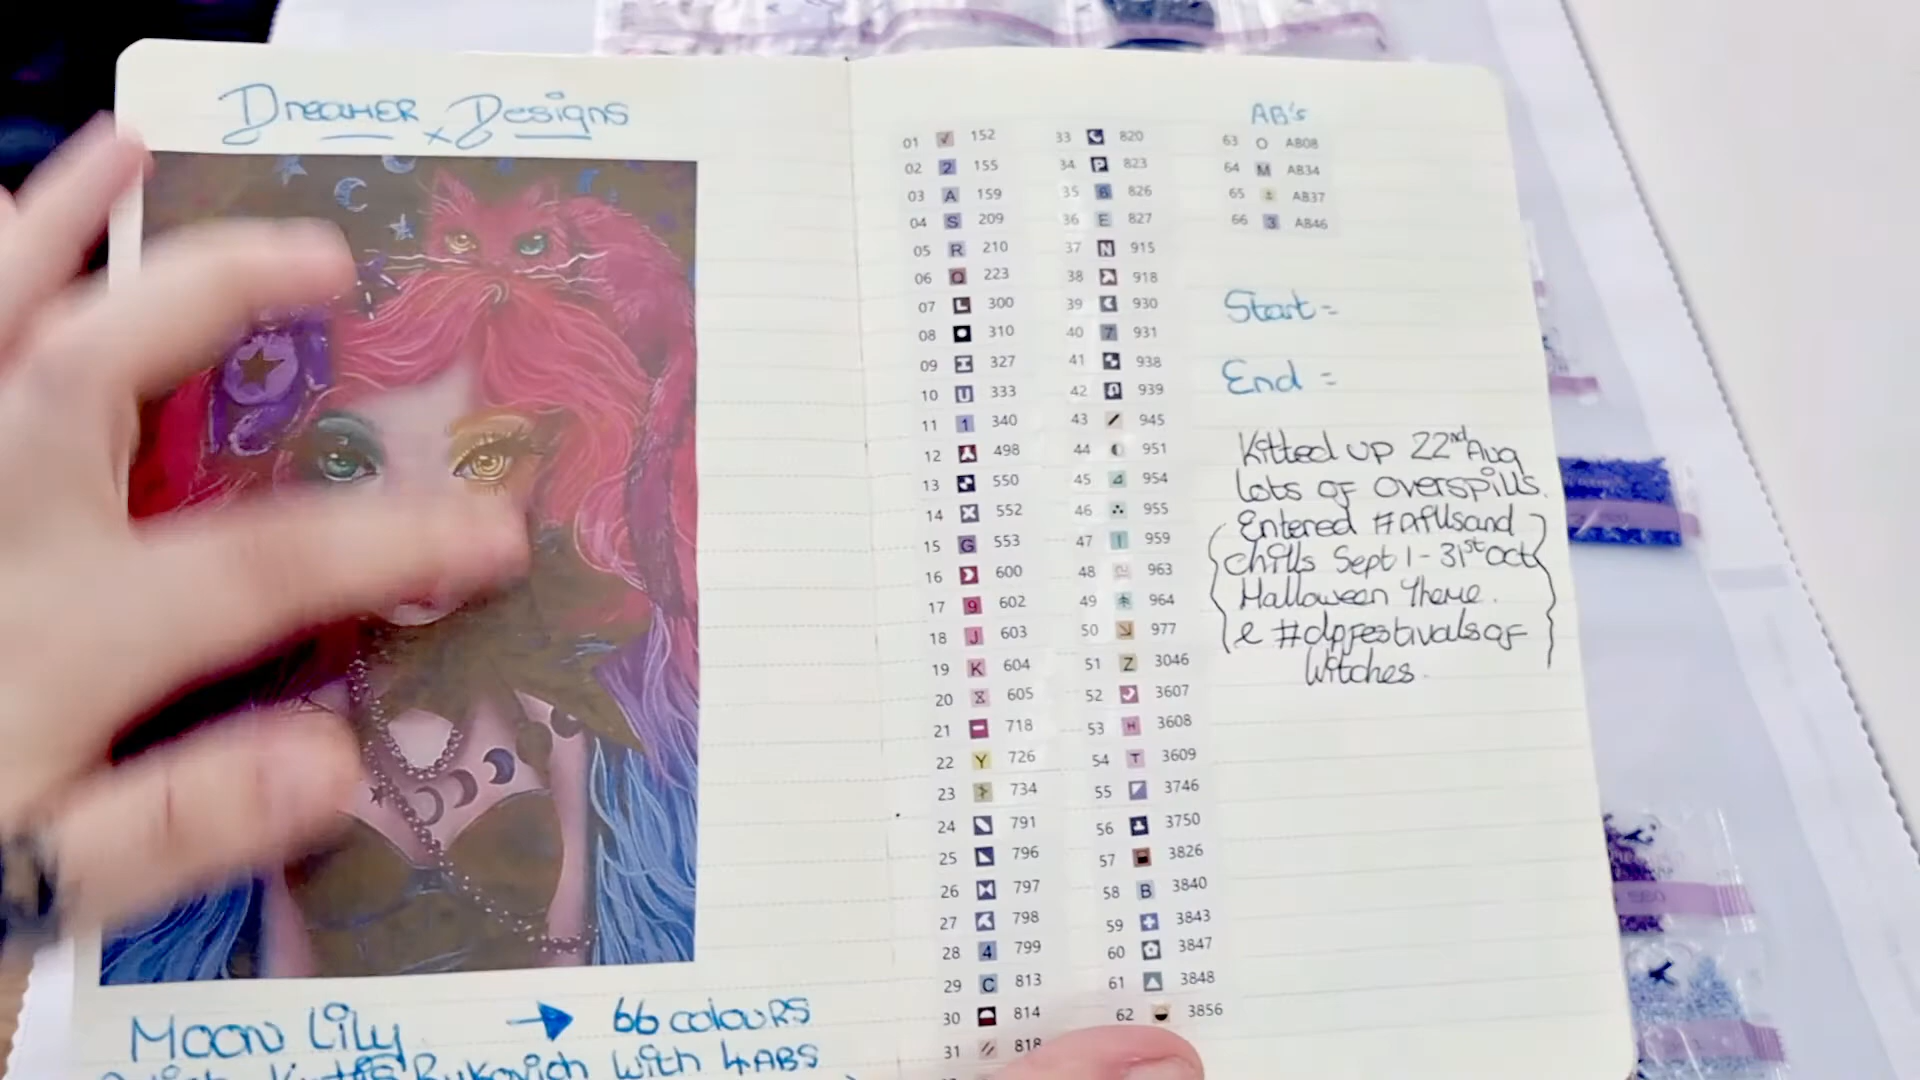 Dreamer x Designs
Moon Lily → 66 colours
Rykovich with 4 ABS
01 152
02 2 155
03 A 159
04 S 209
05 R 210
06 Q 223
07 L 300
08 310
09 I 327
10 U 333
11 1 340
12 498
13 550
14 X 552
15 G 553
16 600
17 9 602
18 J 603
19 K 604
20 605
21 718
22 Y 726
23 734
24 791
25 796
26 797
27 798
28 4 799
29 C 813
30 814
31 818
33 820
34 P 823
35 6 826
36 E 827
37 N 915
38 918
39 930
40 7 931
41 938
42 939
43 945
44 951
45 954
46 955
47 959
48 963
49 964
50 977
51 Z 3046
52 3607
53 H 3608
54 T 3609
55 3746
56 3750
57 3826
58 B 3840
59 3843
60 3847
61 3848
62 3856
AB's
63 O AB08
64 M AB34
65 AB37
66 3 AB46
Start =
End =
Kitted up 22nd Aug
lots of overspills.
Entered and
chills Sept 1 - 31st Oct
Halloween Theme.
& #dpfestivalsof
Witches.